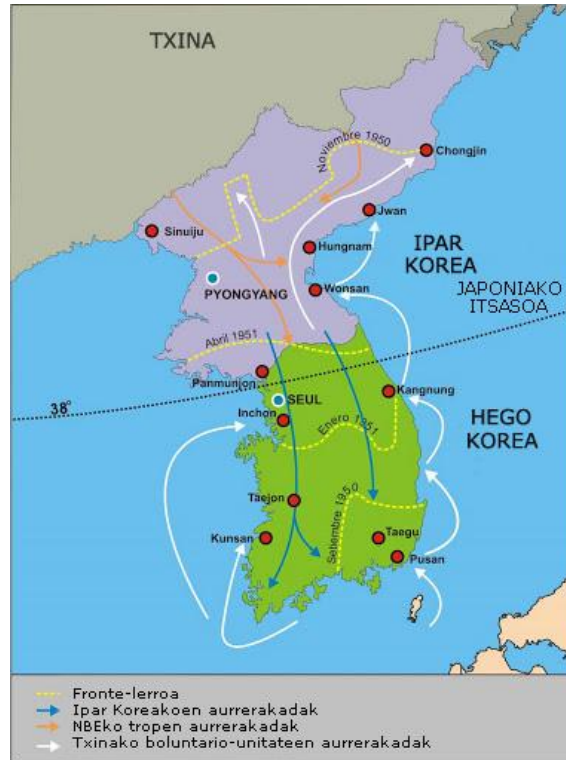 TXINA
Noviembre 1950
Chongjin
Jwan
Sinuiju
Hungnam
IPAR
KOREA
PYONGYANG
Wonsan
JAPONIAKO
ITSASOA
Abril 1951
Panmunjon
38°
SEUL
Kangnung
Inchon
Enero 1951
HEGO
KOREA
Taejon
Setiembre 1950
Kunsan
Taegu
Pusan
Fronte-lerroa
Ipar Koreakoen aurrerakadak
NBEko tropen aurrerakadak
Txinako boluntario-unitateen aurrerakadak